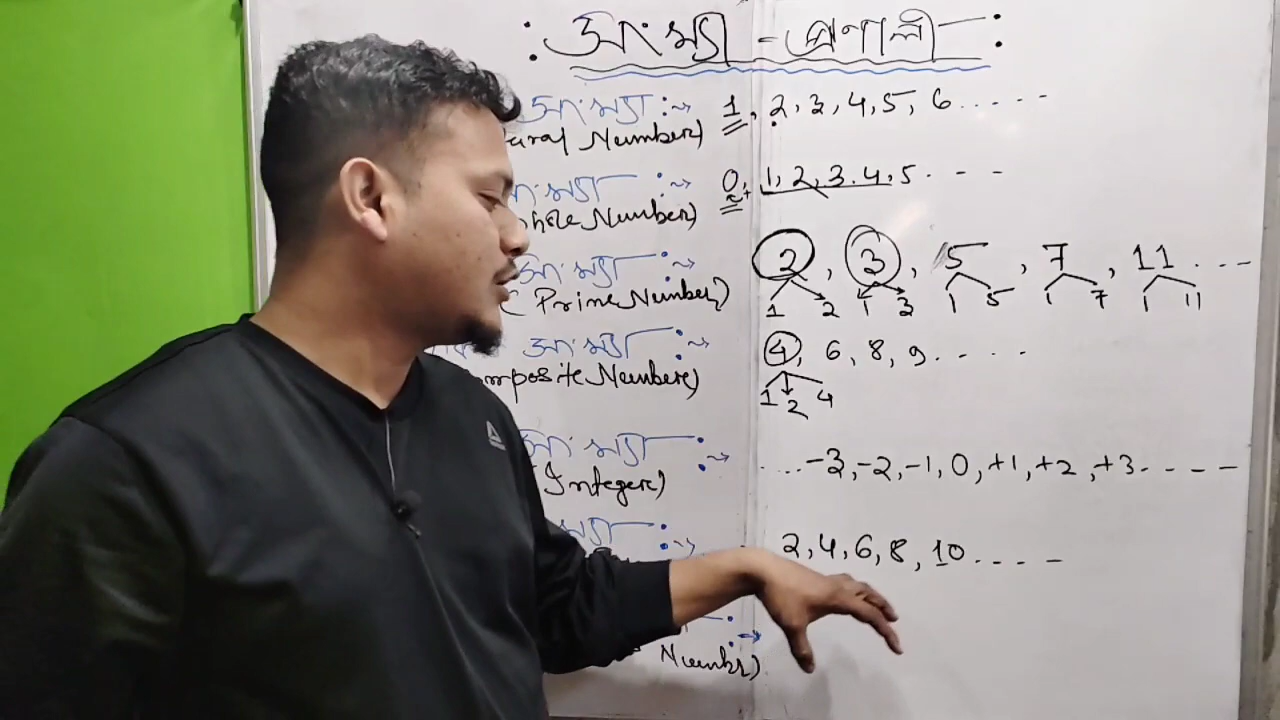 : সংখ্যা - প্রণালী :
সংখ্যা :→ 1, 2, 3, 4, 5, 6 . . . . .
ural Number)
সংখ্যা :→ 0, 1, 2, 3, 4, 5 . - - -
hole Number)
সংখ্যা :→ 2, 3, 5, 7, 11 . - - -
( Prime Number) 1 2 1 3 1 5 1 7 1 11
সংখ্যা :→ 4, 6, 8, 9 . . . . .
omposite Number) 1 2 4
সংখ্যা :→ .....-3, -2, -1, 0, +1, +2, +3 . - - - -
(Integer)
সংখ্যা :→ 2, 4, 6, 8, 10 . - - - -
:→
Number)